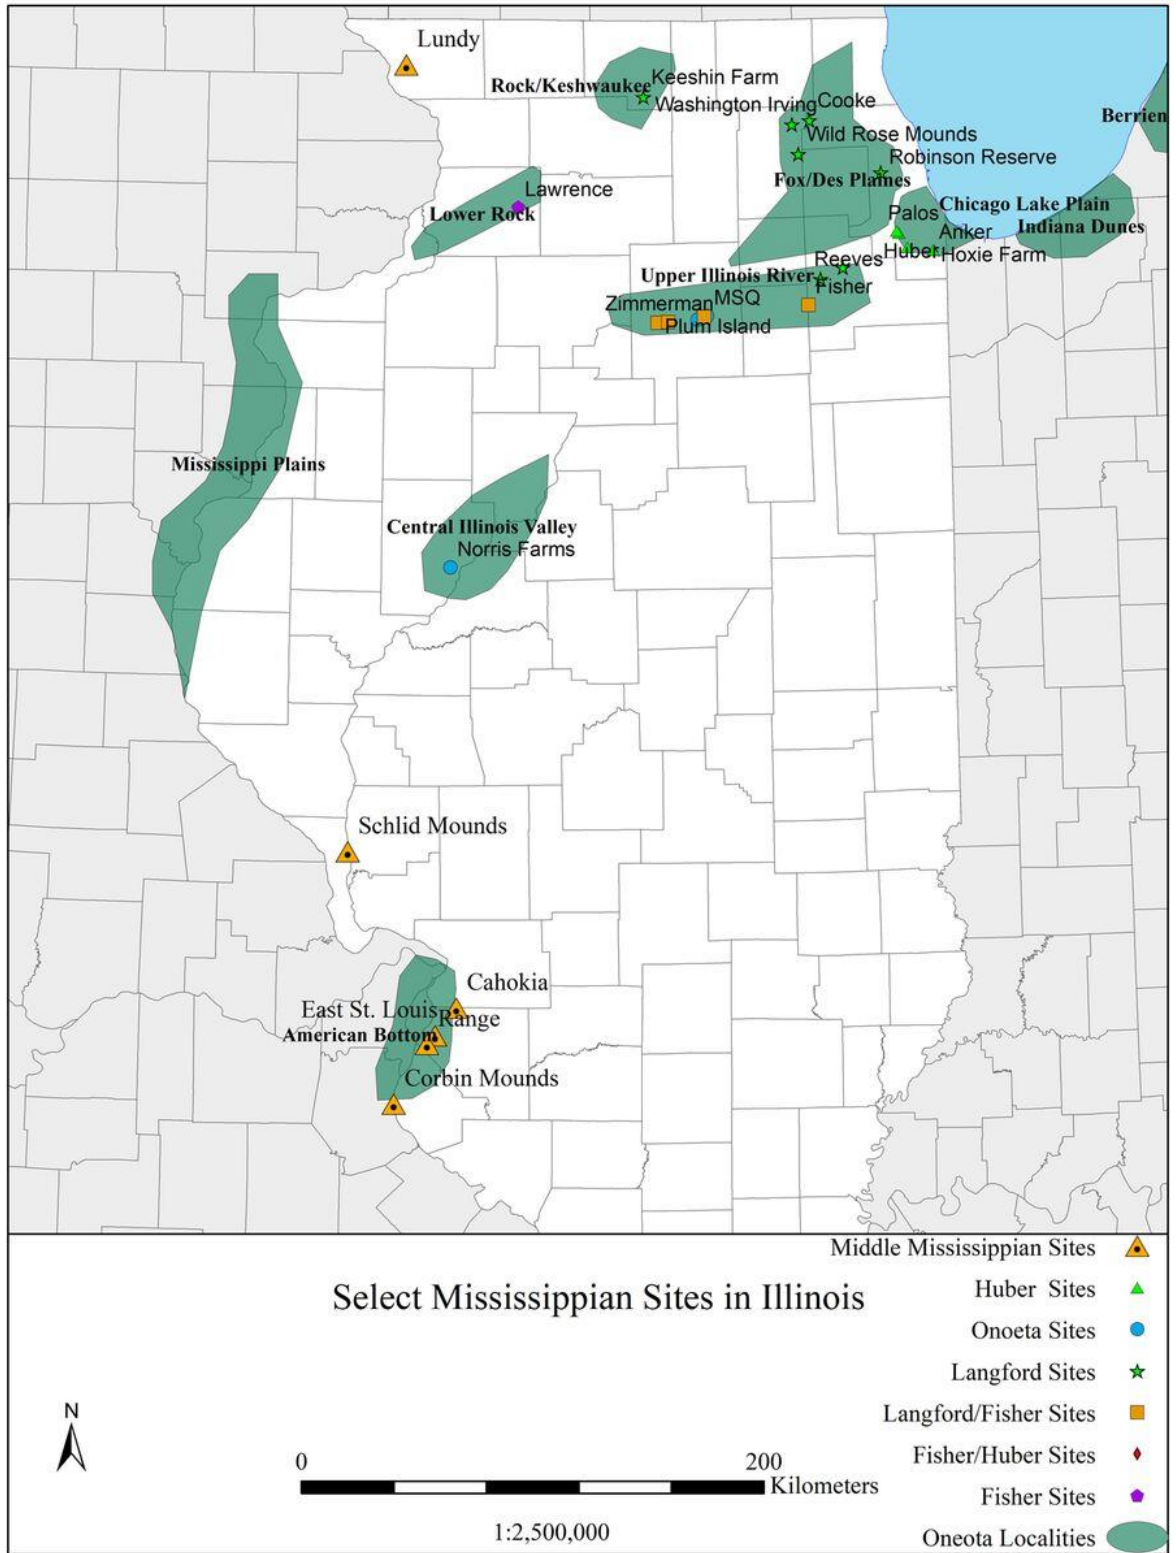 Lundy
Keeshin Farm
Rock/Keshwaukee
Washington Irving
Cooke
Berrien
Wild Rose Mounds
Robinson Reserve
Fox/Des Plaines
Lawrence
Lower Rock
Chicago Lake Plain
Palos
Indiana Dunes
Anker
Huber
Hoxie Farm
Reeves
Upper Illinois River
Fisher
Zimmerman
MSQ
Plum Island
Mississippi Plains
Central Illinois Valley
Norris Farms
Schlid Mounds
Cahokia
East St. Louis
Range
American Bottom
Corbin Mounds
Middle Mississippian Sites
Select Mississippian Sites in Illinois
Huber Sites
Onoeta Sites
Langford Sites
Langford/Fisher Sites
Fisher/Huber Sites
Fisher Sites
Oneota Localities
N
0 200
Kilometers
1:2,500,000